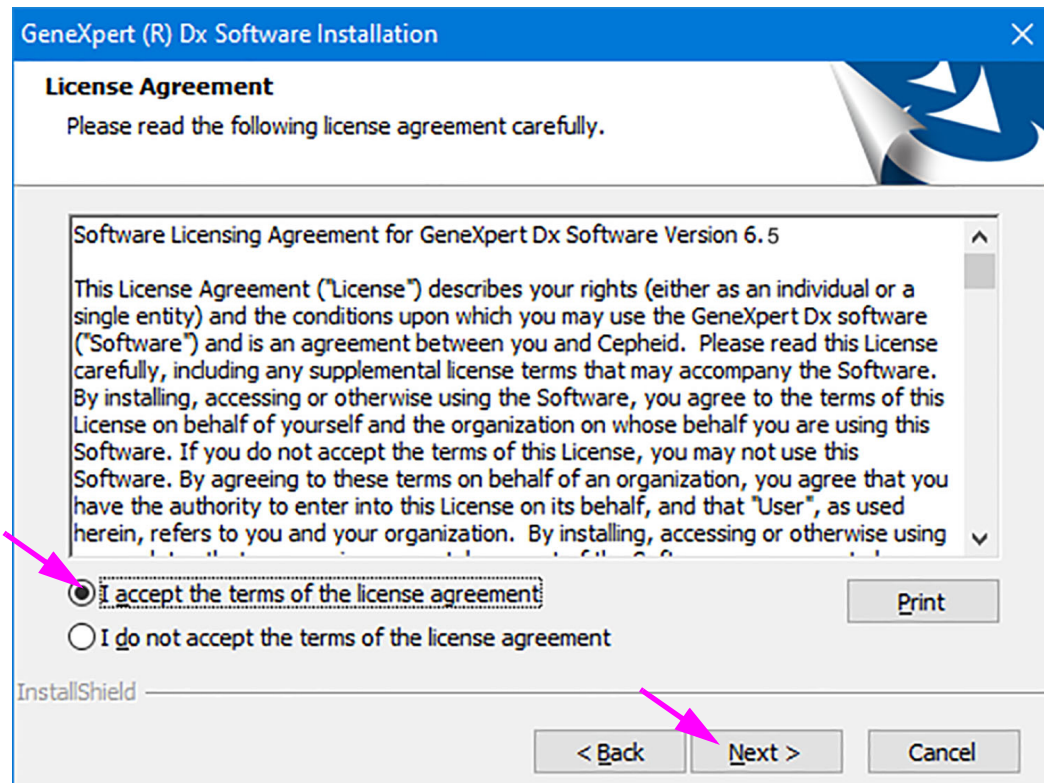 GeneXpert (R) Dx Software Installation
License Agreement
Please read the following license agreement carefully.
Software Licensing Agreement for GeneXpert Dx Software Version 6.5
This License Agreement ("License") describes your rights (either as an individual or a
single entity) and the conditions upon which you may use the GeneXpert Dx software
("Software") and is an agreement between you and Cepheid. Please read this License
carefully, including any supplemental license terms that may accompany the Software.
By installing, accessing or otherwise using the Software, you agree to the terms of this
License on behalf of yourself and the organization on whose behalf you are using this
Software. If you do not accept the terms of this License, you may not use this
Software. By agreeing to these terms on behalf of an organization, you agree that you
have the authority to enter into this License on its behalf, and that "User", as used
herein, refers to you and your organization. By installing, accessing or otherwise using
I accept the terms of the license agreement
Print
I do not accept the terms of the license agreement
InstallShield
< Back
Next >
Cancel